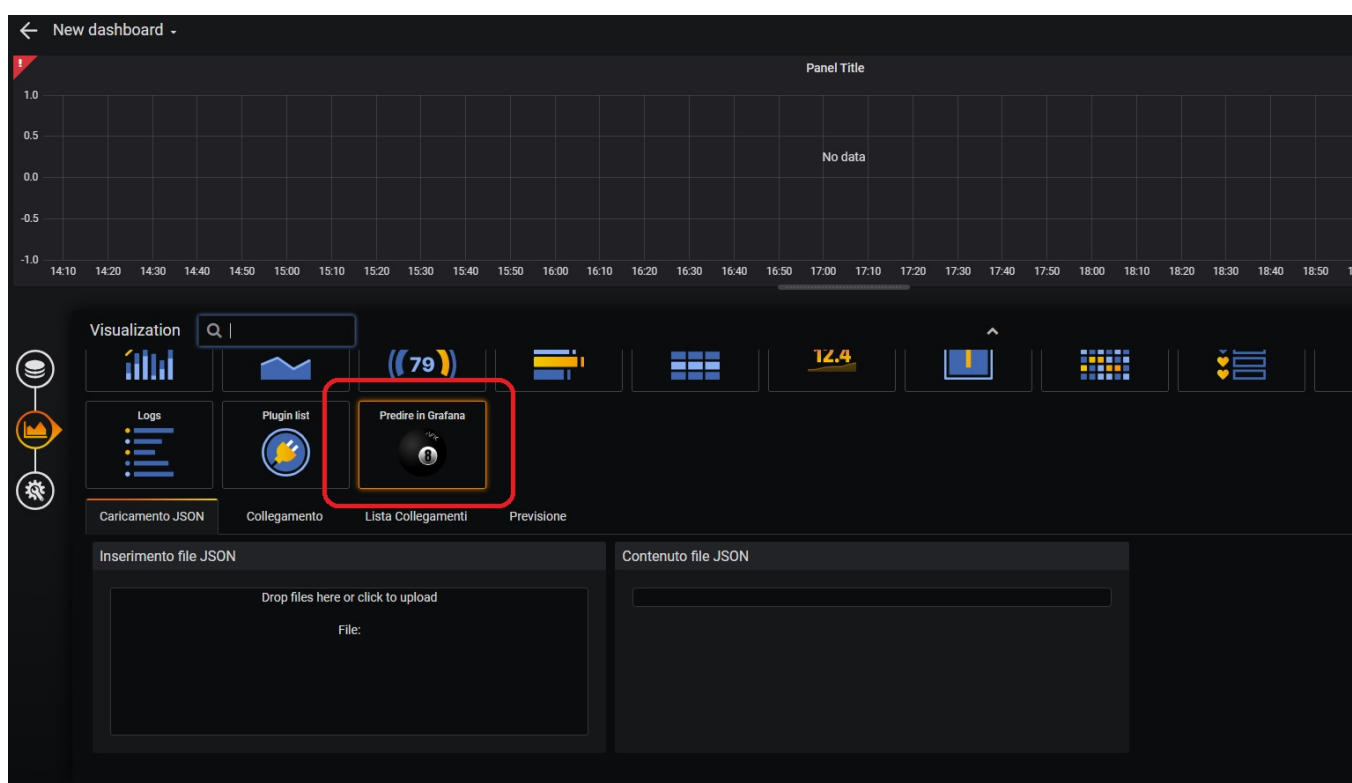 New dashboard
!
Panel Title
1.0
0.5
No data
0.0
-0.5
-1.0
14:10 14:20 14:30 14:40 14:50 15:00 15:10 15:20 15:30 15:40 15:50 16:00 16:10 16:20 16:30 16:40 16:50 17:00 17:10 17:20 17:30 17:40 17:50 18:00 18:10 18:20 18:30 18:40 18:50 1
Visualization
79
12.4
Logs Plugin list Predire in Grafana
8
Caricamento JSON Collegamento Lista Collegamenti Previsione
Inserimento file JSON Contenuto file JSON
Drop files here or click to upload
File: